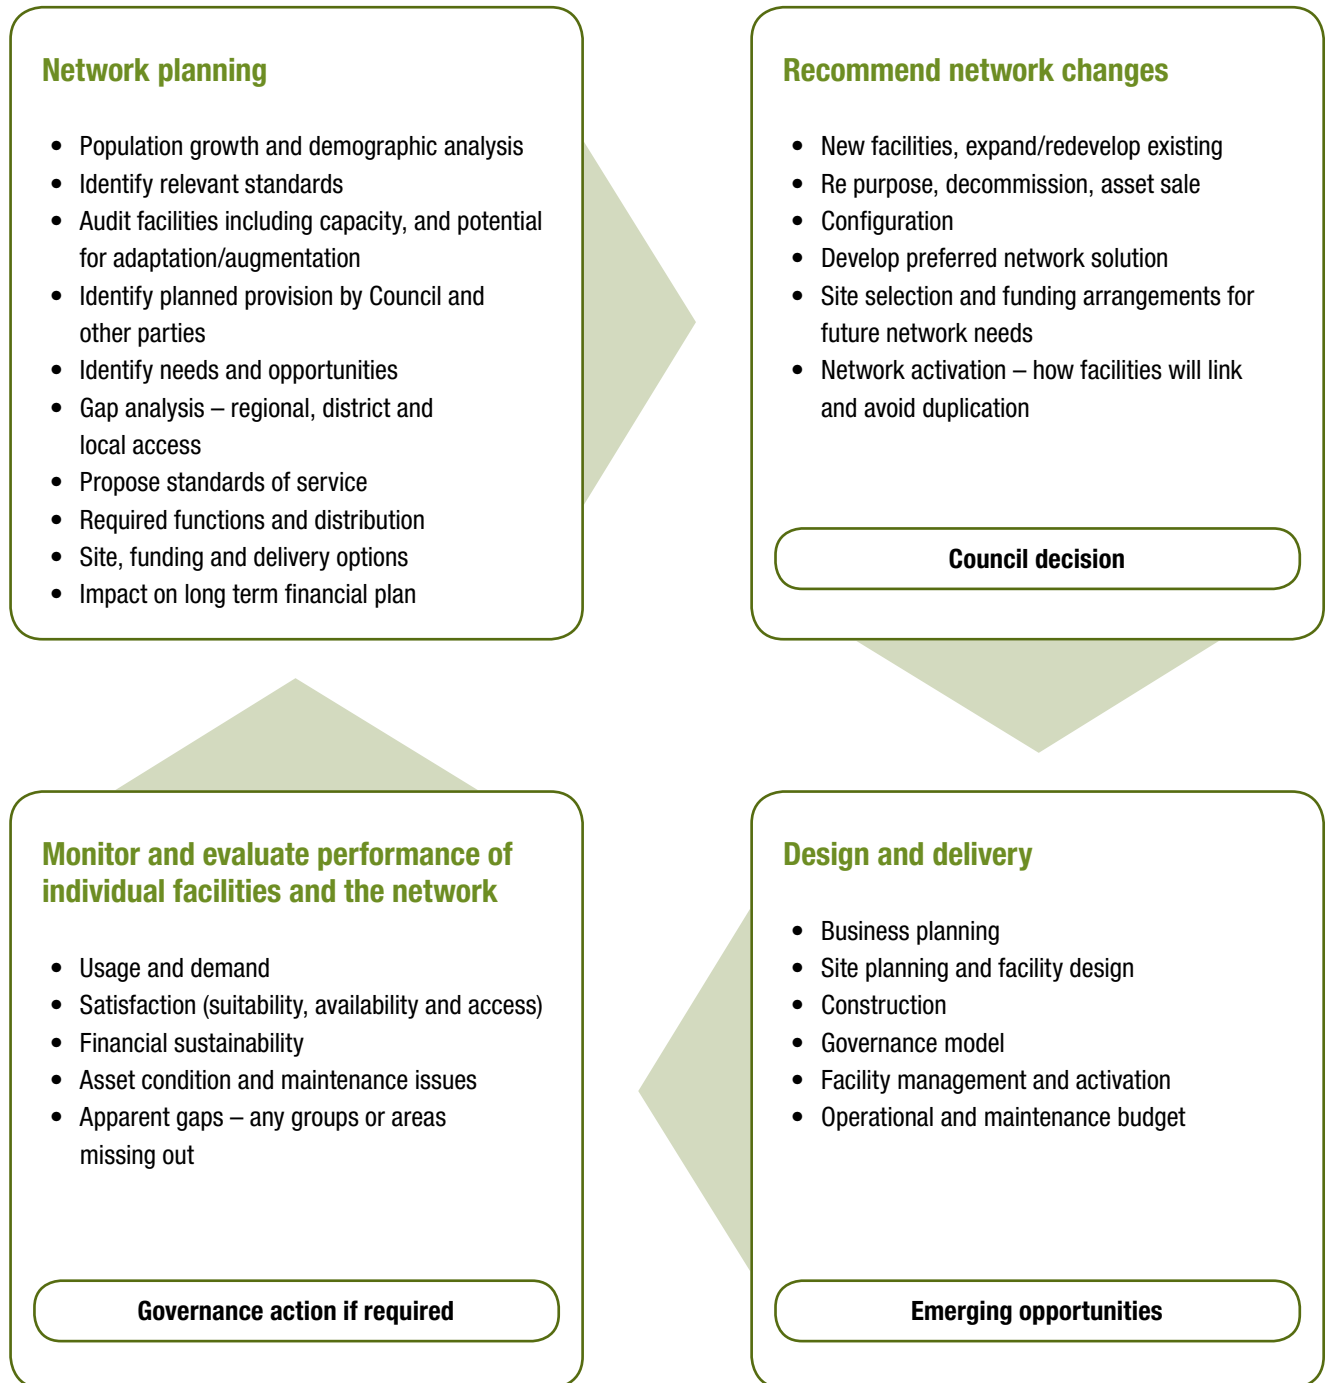 Network planning
• Population growth and demographic analysis
• Identify relevant standards
• Audit facilities including capacity, and potential
for adaptation/augmentation
• Identify planned provision by Council and
other parties
• Identify needs and opportunities
• Gap analysis – regional, district and
local access
• Propose standards of service
• Required functions and distribution
• Site, funding and delivery options
• Impact on long term financial plan
Recommend network changes
• New facilities, expand/redevelop existing
• Re purpose, decommission, asset sale
• Configuration
• Develop preferred network solution
• Site selection and funding arrangements for
future network needs
• Network activation – how facilities will link
and avoid duplication
Council decision
Monitor and evaluate performance of
individual facilities and the network
• Usage and demand
• Satisfaction (suitability, availability and access)
• Financial sustainability
• Asset condition and maintenance issues
• Apparent gaps – any groups or areas
missing out
Governance action if required
Design and delivery
• Business planning
• Site planning and facility design
• Construction
• Governance model
• Facility management and activation
• Operational and maintenance budget
Emerging opportunities